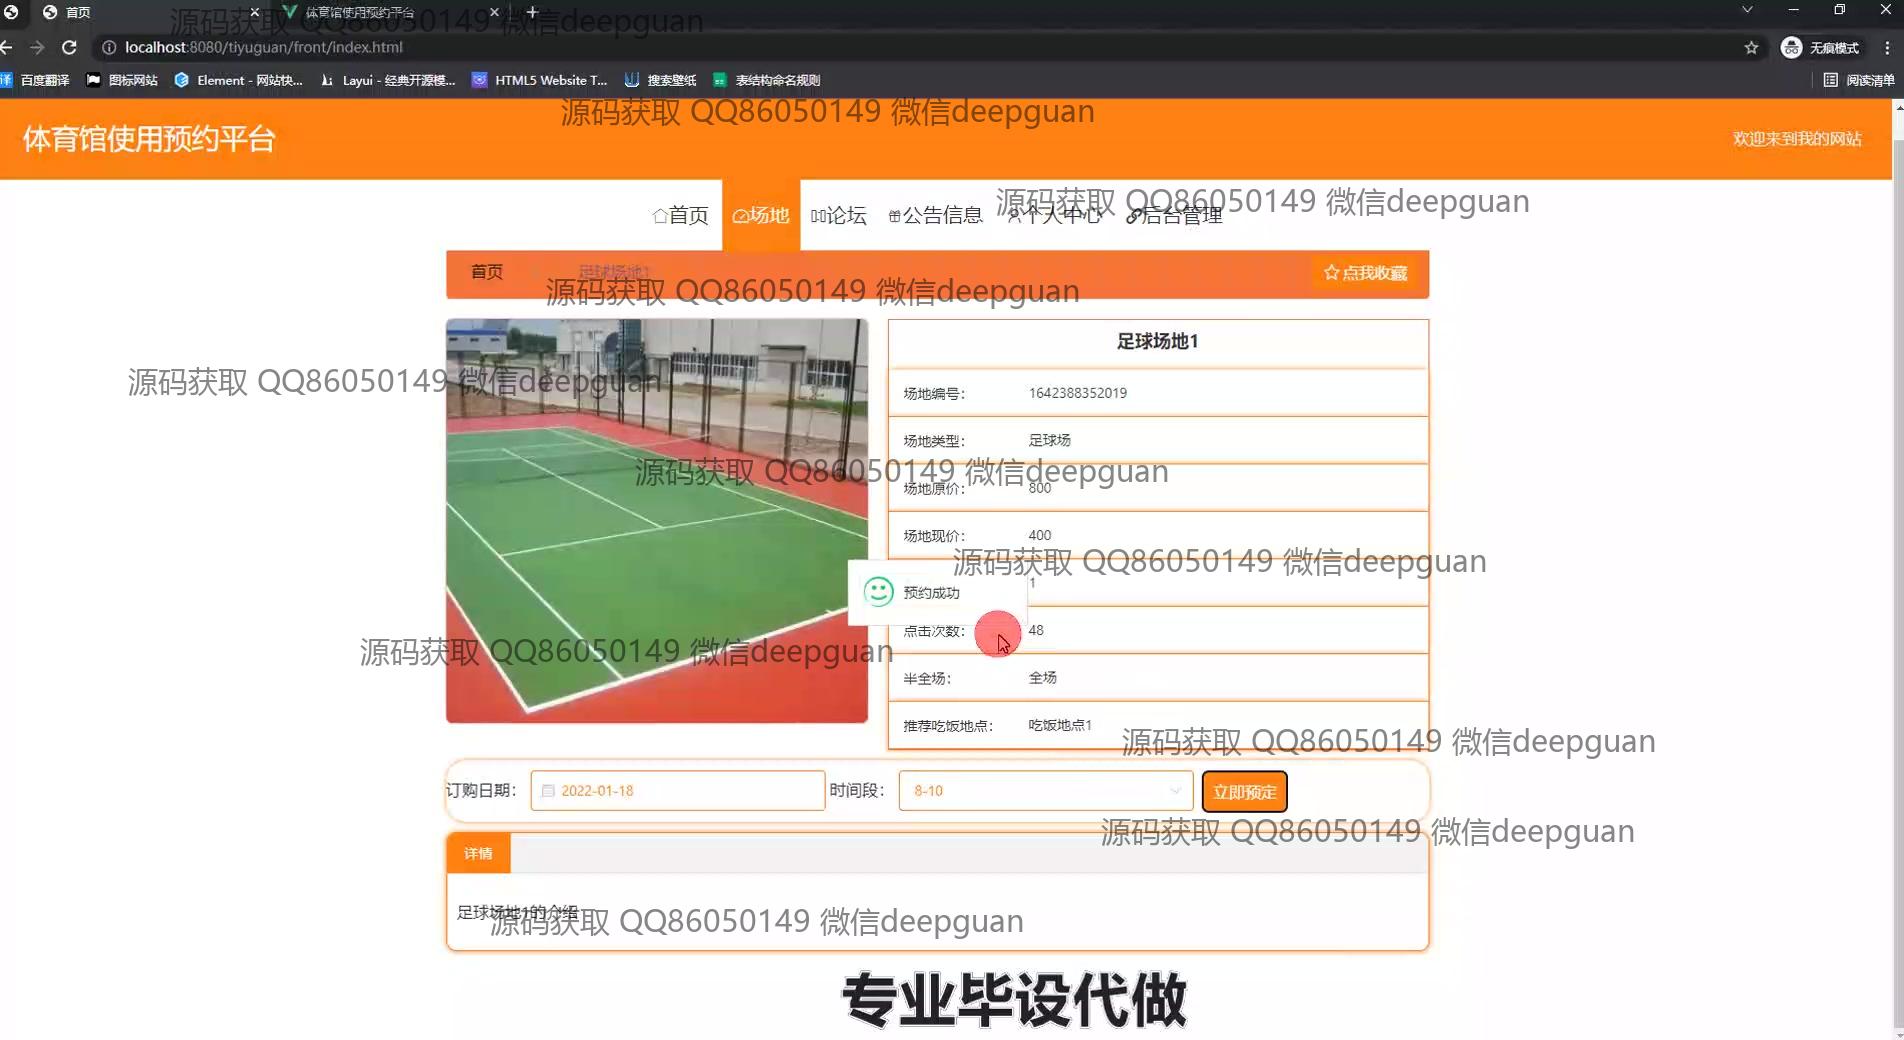 首页
体育馆使用预约平台
localhost:8080/tiyuguan/front/index.html
无痕模式
百度翻译
图标网站
Element - 网站快...
Layui - 经典开源模...
HTML5 Website T...
搜索壁纸
表结构命名规则
阅读清单
源码获取 QQ86050149 微信deepguan
源码获取 QQ86050149 微信deepguan
体育馆使用预约平台
欢迎来到我的网站
首页
场地
论坛
公告信息
个人中心
后台管理
源码获取 QQ86050149 微信deepguan
首页
足球场地1
点我收藏
源码获取 QQ86050149 微信deepguan
足球场地1
源码获取 QQ86050149 微信deepguan
场地编号: 1642388352019
场地类型: 足球场
源码获取 QQ86050149 微信deepguan
场地原价: 800
场地现价: 400
源码获取 QQ86050149 微信deepguan
1
预约成功
点击次数: 48
源码获取 QQ86050149 微信deepguan
半全场: 全场
推荐吃饭地点: 吃饭地点1
源码获取 QQ86050149 微信deepguan
订购日期: 2022-01-18 时间段: 8-10 立即预定
源码获取 QQ86050149 微信deepguan
详情
足球场地1的介绍
源码获取 QQ86050149 微信deepguan
专业毕设代做